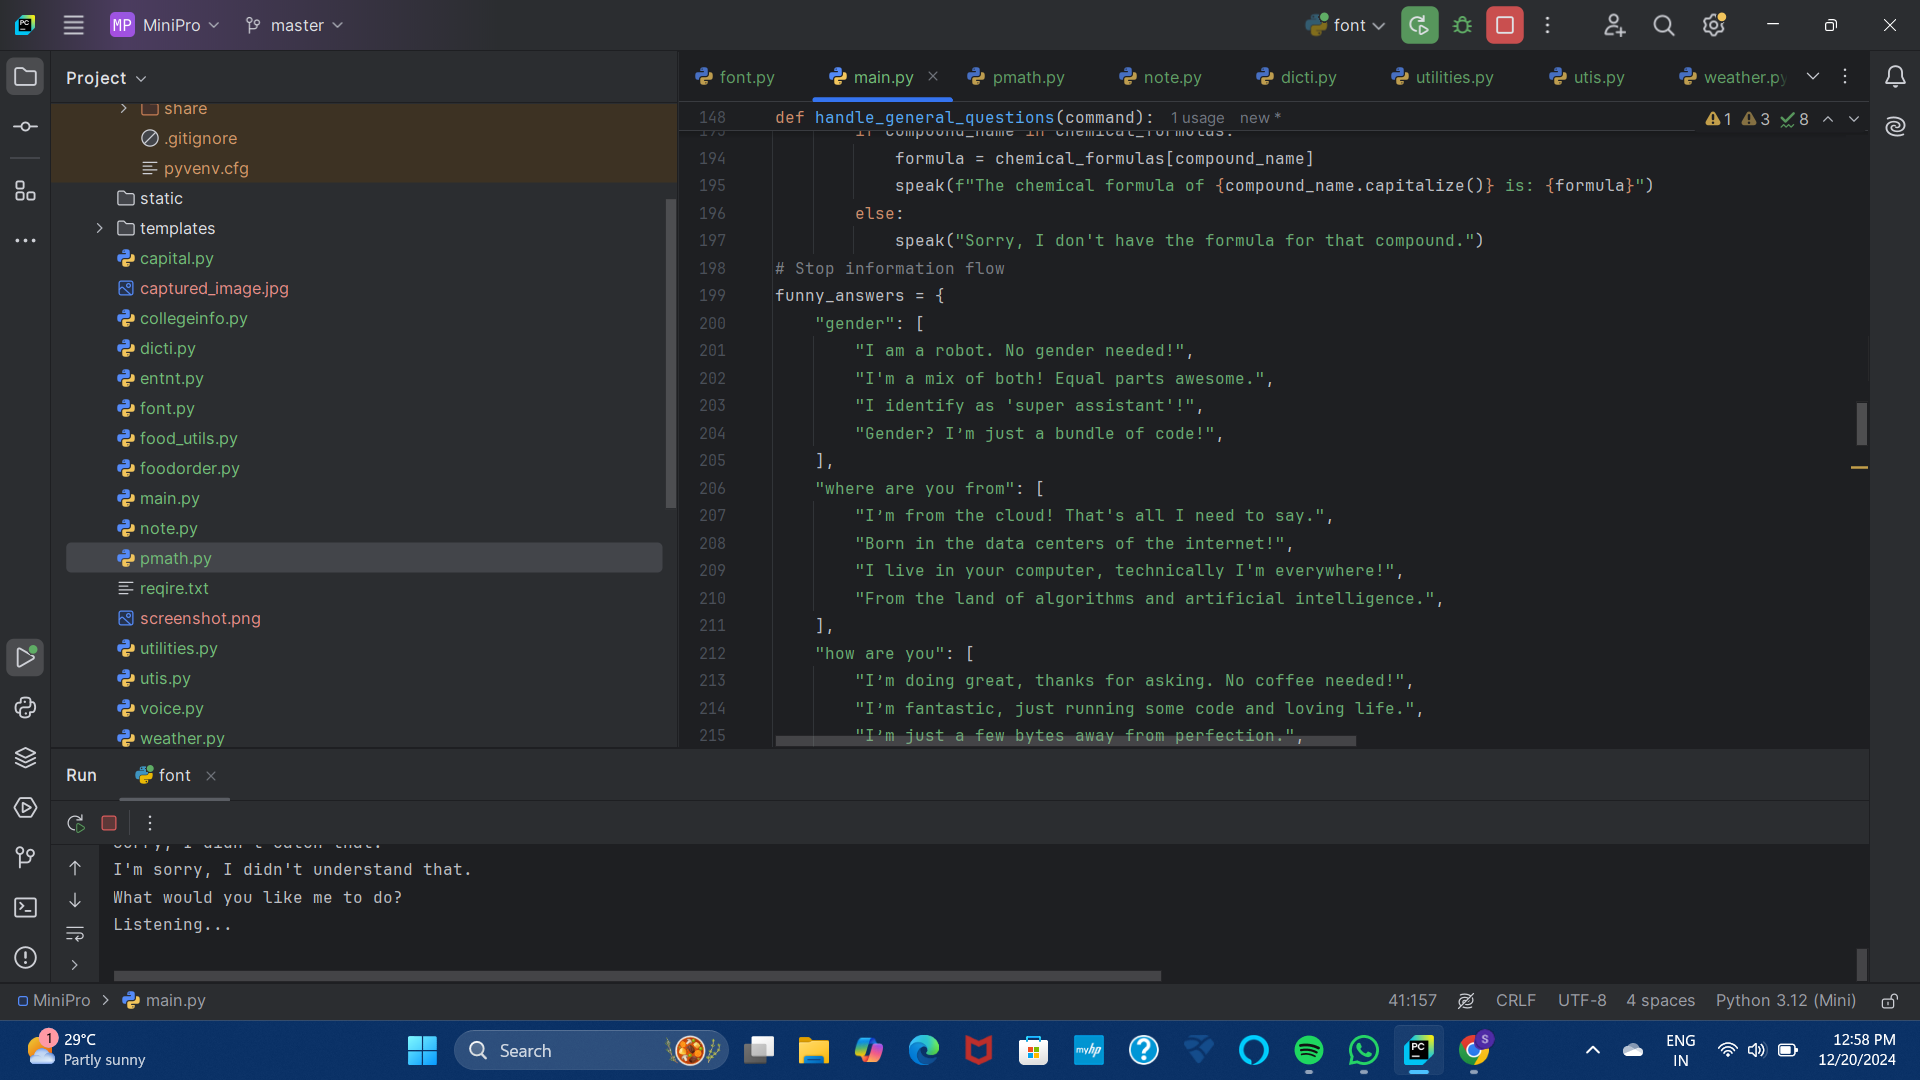 MP MiniPro master font
Project
share
.gitignore
pyvenv.cfg
static
templates
capital.py
captured_image.jpg
collegeinfo.py
dicti.py
entnt.py
font.py
food_utils.py
foodorder.py
main.py
note.py
pmath.py
reqire.txt
screenshot.png
utilities.py
utis.py
voice.py
weather.py
font.py main.py pmath.py note.py dicti.py utilities.py utis.py weather.py
148 def handle_general_questions(command): 1 usage new *
1 3 8
193 if compound_name in chemical_formulas:
194 formula = chemical_formulas[compound_name]
195 speak(f"The chemical formula of {compound_name.capitalize()} is: {formula}")
196 else:
197 speak("Sorry, I don't have the formula for that compound.")
198 # Stop information flow
199 funny_answers = {
200 "gender": [
201 "I am a robot. No gender needed!",
202 "I'm a mix of both! Equal parts awesome.",
203 "I identify as 'super assistant'!",
204 "Gender? I’m just a bundle of code!",
205 ],
206 "where are you from": [
207 "I’m from the cloud! That's all I need to say.",
208 "Born in the data centers of the internet!",
209 "I live in your computer, technically I'm everywhere!",
210 "From the land of algorithms and artificial intelligence.",
211 ],
212 "how are you": [
213 "I’m doing great, thanks for asking. No coffee needed!",
214 "I’m fantastic, just running some code and loving life.",
215 "I’m just a few bytes away from perfection.",
Run font
Sorry, I didn't catch that.
I'm sorry, I didn't understand that.
What would you like me to do?
Listening...
MiniPro > main.py
41:157 CRLF UTF-8 4 spaces Python 3.12 (Mini)
1 29°C
Partly sunny
Search
myhp
PC
S
ENG
IN
12:58 PM
12/20/2024